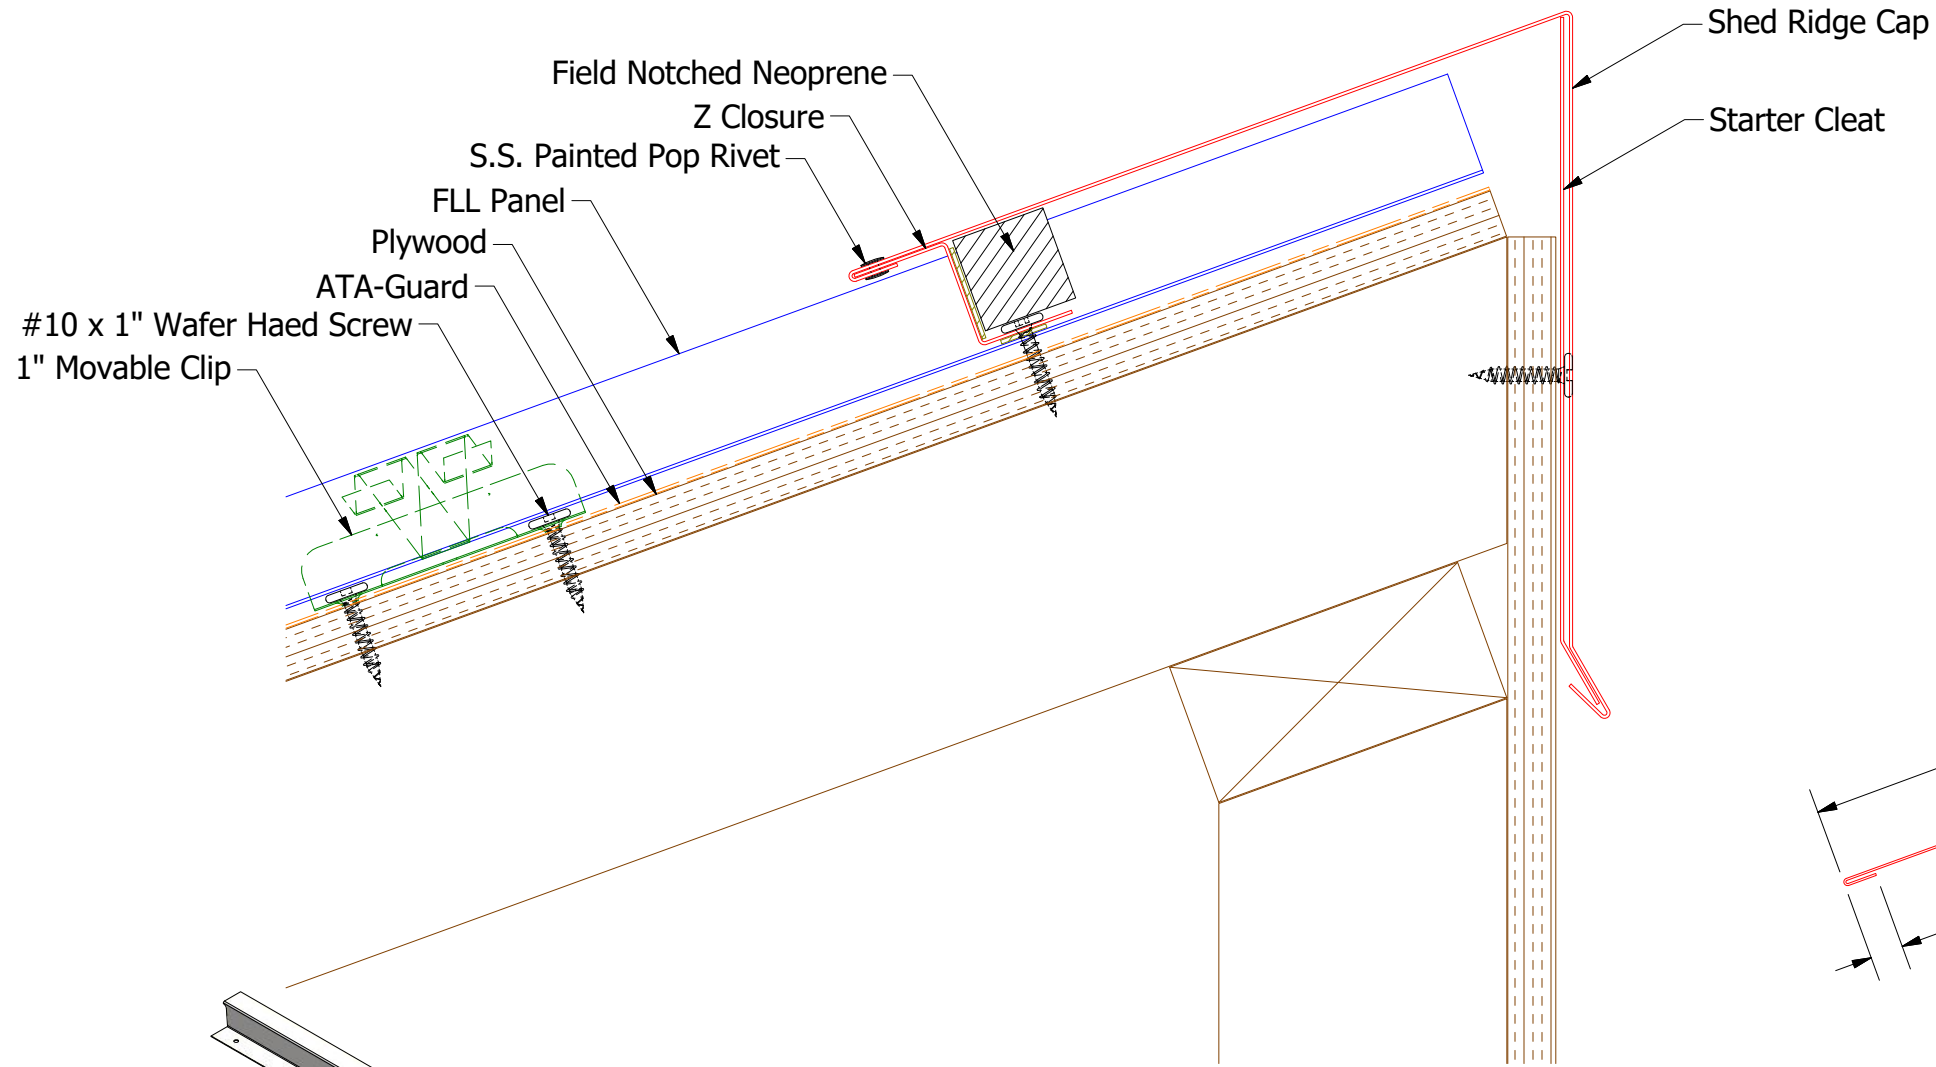 Shed Ridge Cap
Field Notched Neoprene
Z Closure
Starter Cleat
S.S. Painted Pop Rivet
FLL Panel
Plywood
ATA-Guard
#10 x 1" Wafer Haed Screw
1" Movable Clip